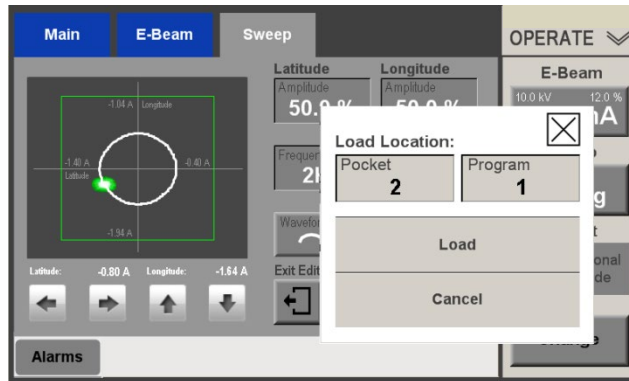 Main
E-Beam
Sweep
OPERATE
Latitude
Longitude
Amplitude
Amplitude
E-Beam
10.0 kV
12.0 %
-1.04 A
Longitude
-1.40 A
Latitude
-0.40 A
-1.94 A
Load Location:
Pocket
2
Program
1
Load
Cancel
Latitude:
-0.80 A
Longitude:
-1.64 A
Exit Edit
Alarms